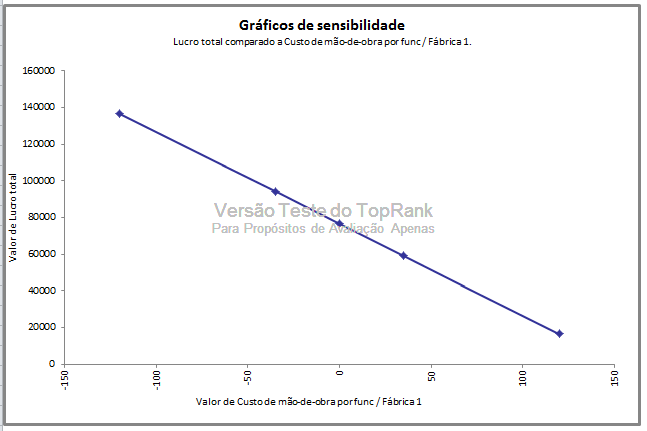 Gráficos de sensibilidade
Lucro total comparado a Custo de mão-de-obra por func / Fábrica 1.
160000
140000
120000
100000
80000
60000
40000
20000
0
Valor de Lucro total
Versão Teste do TopRank
Para Propósitos de Avaliação Apenas
-150
-100
-50
0
50
100
150
Valor de Custo de mão-de-obra por func / Fábrica 1